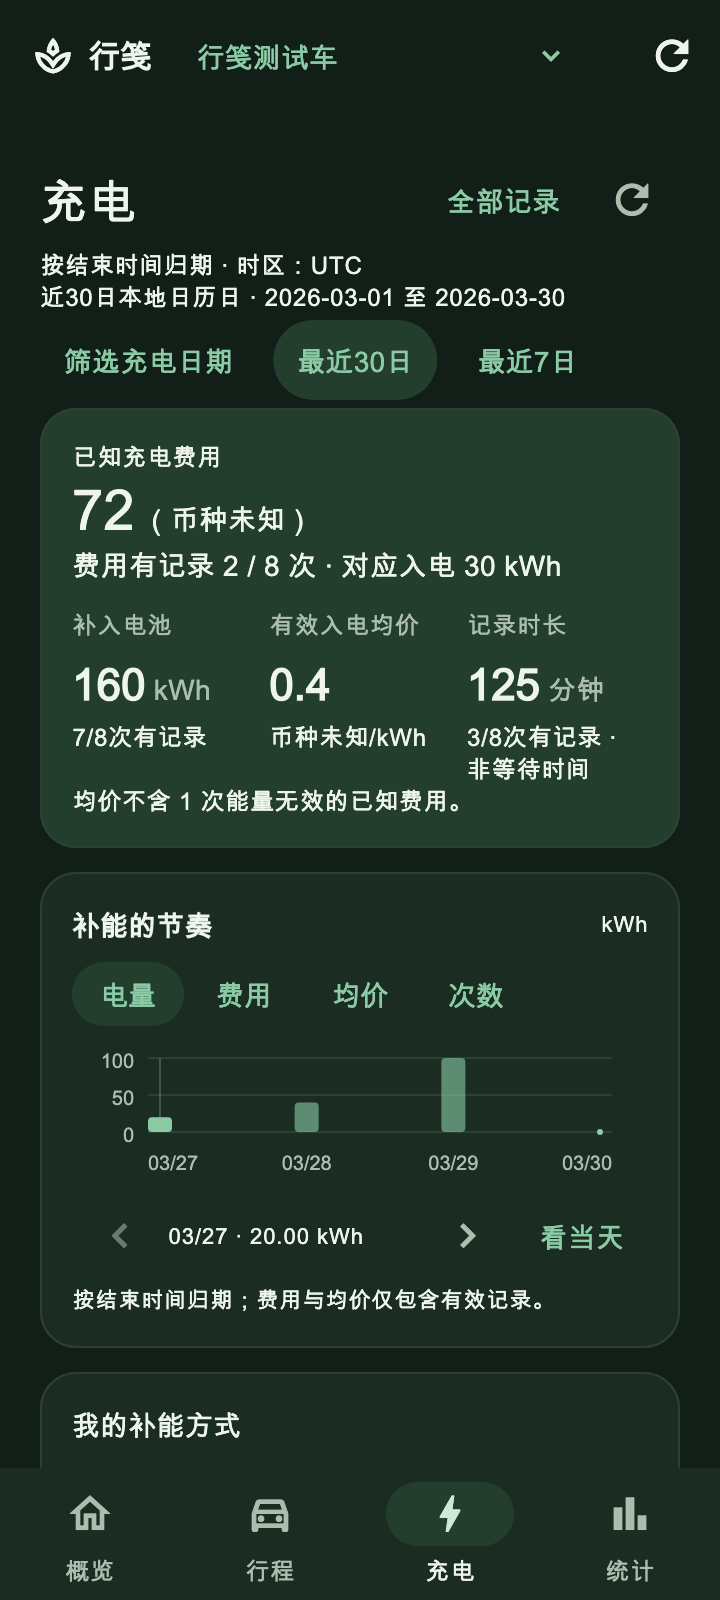 行笺 行笺测试车
充电 全部记录
按结束时间归期 · 时区：UTC
近30日本地日历日 · 2026-03-01 至 2026-03-30
筛选充电日期 最近30日 最近7日
已知充电费用
72（币种未知）
费用有记录 2 / 8 次 · 对应入电 30 kWh
补入电池 有效入电均价 记录时长
160 kWh 0.4 125 分钟
7/8次有记录 币种未知/kWh 3/8次有记录 ·
非等待时间
均价不含 1 次能量无效的已知费用。
补能的节奏 kWh
电量 费用 均价 次数
100
50
0
03/27 03/28 03/29 03/30
03/27 · 20.00 kWh 看当天
按结束时间归期；费用与均价仅包含有效记录。
我的补能方式
概览 行程 充电 统计